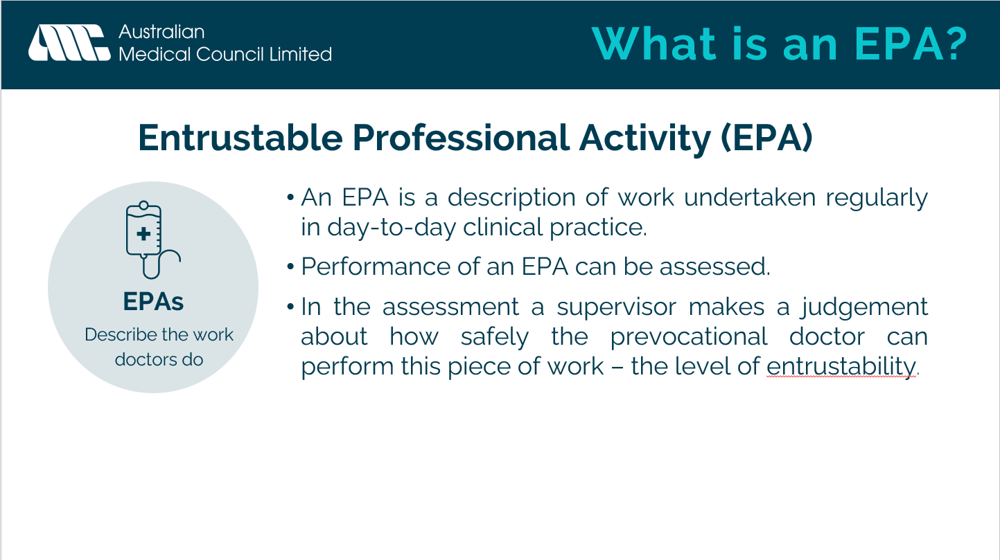 Australian
Medical Council Limited
What is an EPA?
Entrustable Professional Activity (EPA)
EPAs
Describe the work
doctors do
• An EPA is a description of work undertaken regularly
in day-to-day clinical practice.
• Performance of an EPA can be assessed.
• In the assessment a supervisor makes a judgement
about how safely the prevocational doctor can
perform this piece of work – the level of entrustability.